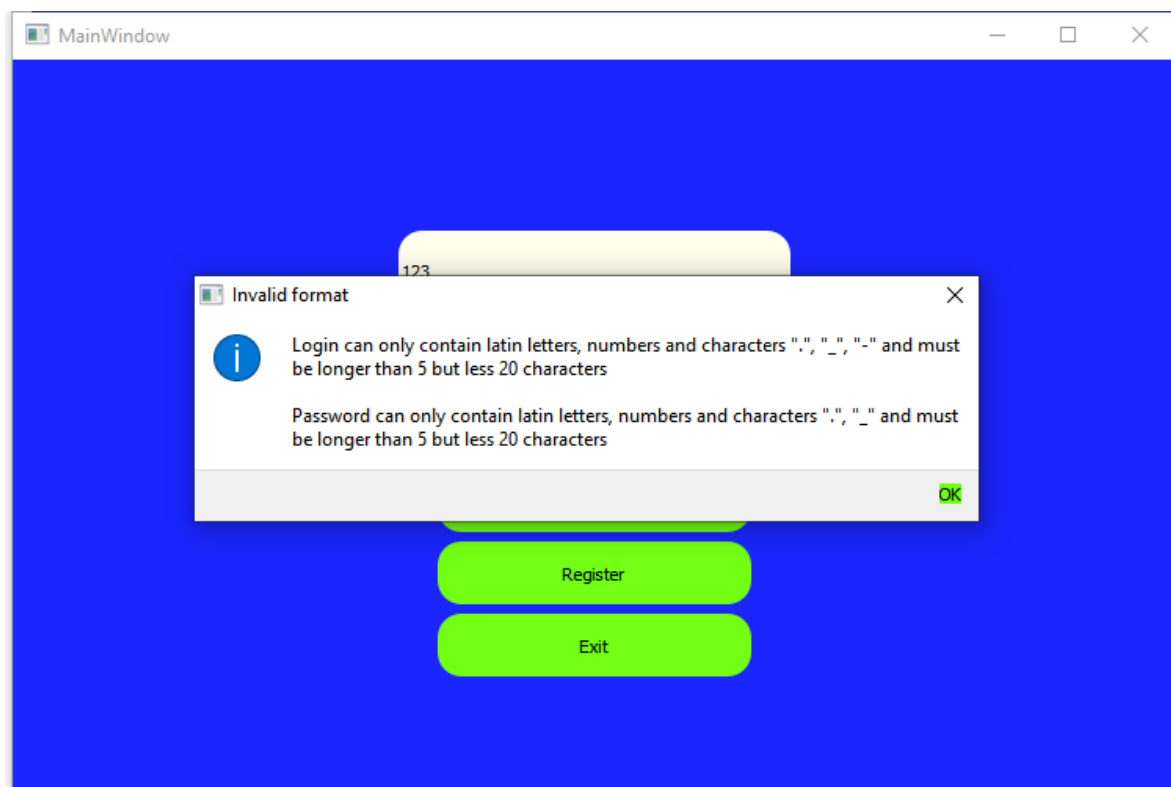 MainWindow
123
Invalid format
Login can only contain latin letters, numbers and characters ".", "_", "-" and must
be longer than 5 but less 20 characters
Password can only contain latin letters, numbers and characters ".", "_" and must
be longer than 5 but less 20 characters
OK
Register
Exit